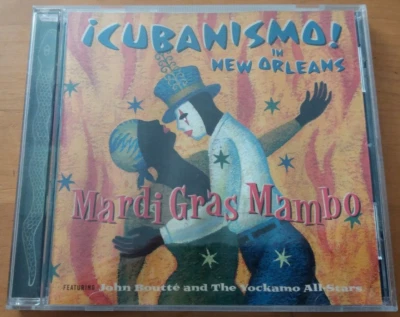 ¡CUBANISMO!
IN
NEW ORLEANS
Mardi Gras Mambo
FEATURING John Boutté and The Yockamo All-Stars